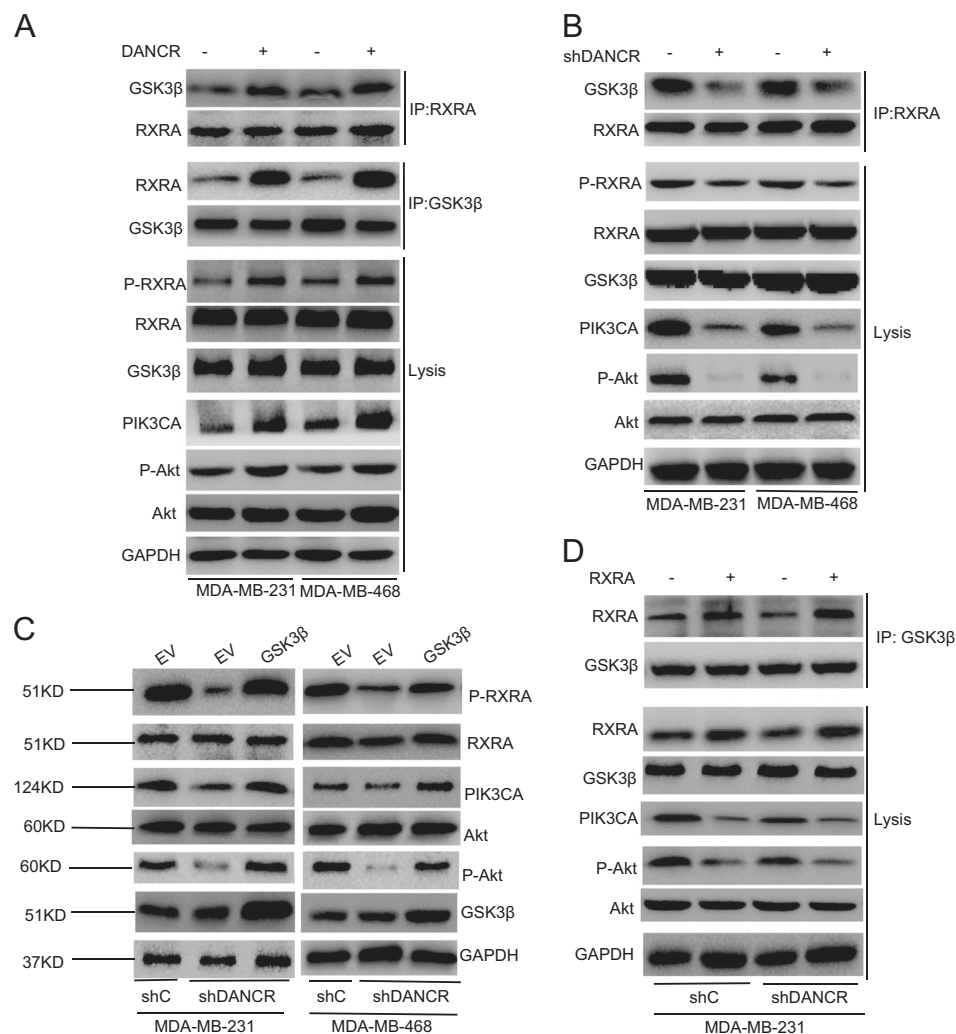 A
DANCR - + - +
GSK3β
RXRA
IP:RXRA
RXRA
GSK3β
IP:GSK3β
P-RXRA
RXRA
GSK3β
PIK3CA
P-Akt
Akt
GAPDH
Lysis
MDA-MB-231 MDA-MB-468
B
shDANCR - + - +
GSK3β
RXRA
IP:RXRA
P-RXRA
RXRA
GSK3β
PIK3CA
P-Akt
Akt
GAPDH
Lysis
MDA-MB-231 MDA-MB-468
C
EV EV GSK3β EV EV GSK3β
51KD P-RXRA
51KD RXRA
124KD PIK3CA
60KD Akt
60KD P-Akt
51KD GSK3β
37KD GAPDH
shC shDANCR shC shDANCR
MDA-MB-231 MDA-MB-468
D
RXRA - + - +
RXRA
GSK3β
IP: GSK3β
RXRA
GSK3β
PIK3CA
P-Akt
Akt
GAPDH
Lysis
shC shDANCR
MDA-MB-231